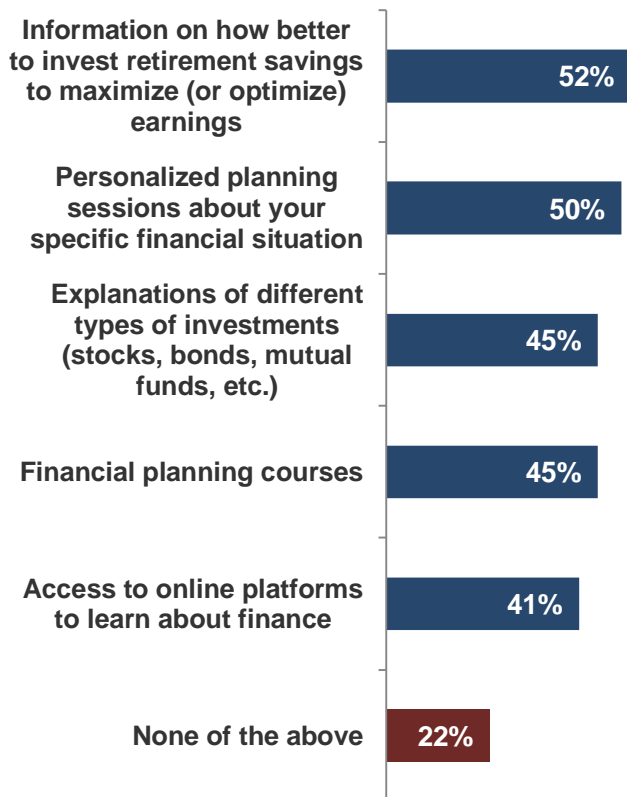 Information on how better
to invest retirement savings
to maximize (or optimize)
earnings
52%
Personalized planning
sessions about your
specific financial situation
50%
Explanations of different
types of investments
(stocks, bonds, mutual
funds, etc.)
45%
Financial planning courses
45%
Access to online platforms
to learn about finance
41%
None of the above
22%